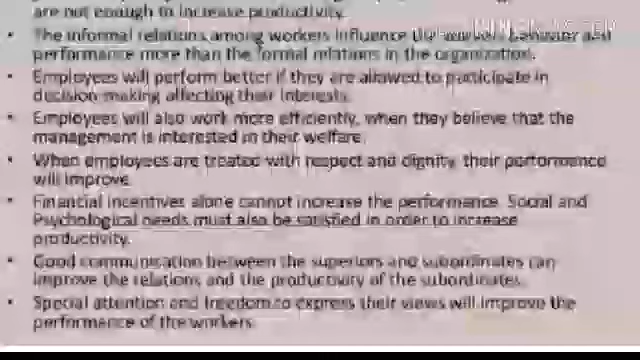 are not enough to increase productivity.
• The informal relations among workers influence the workers behavior and
performance more than the formal relations in the organization.
• Employees will perform better if they are allowed to participate in
decision-making affecting their interests.
• Employees will also work more efficiently, when they believe that the
management is interested in their welfare.
• When employees are treated with respect and dignity, their performance
will improve.
• Financial incentives alone cannot increase the performance. Social and
Psychological needs must also be satisfied in order to increase
productivity.
• Good communication between the superiors and subordinates can
improve the relations and the productivity of the subordinates.
• Special attention and freedom to express their views will improve the
performance of the workers.